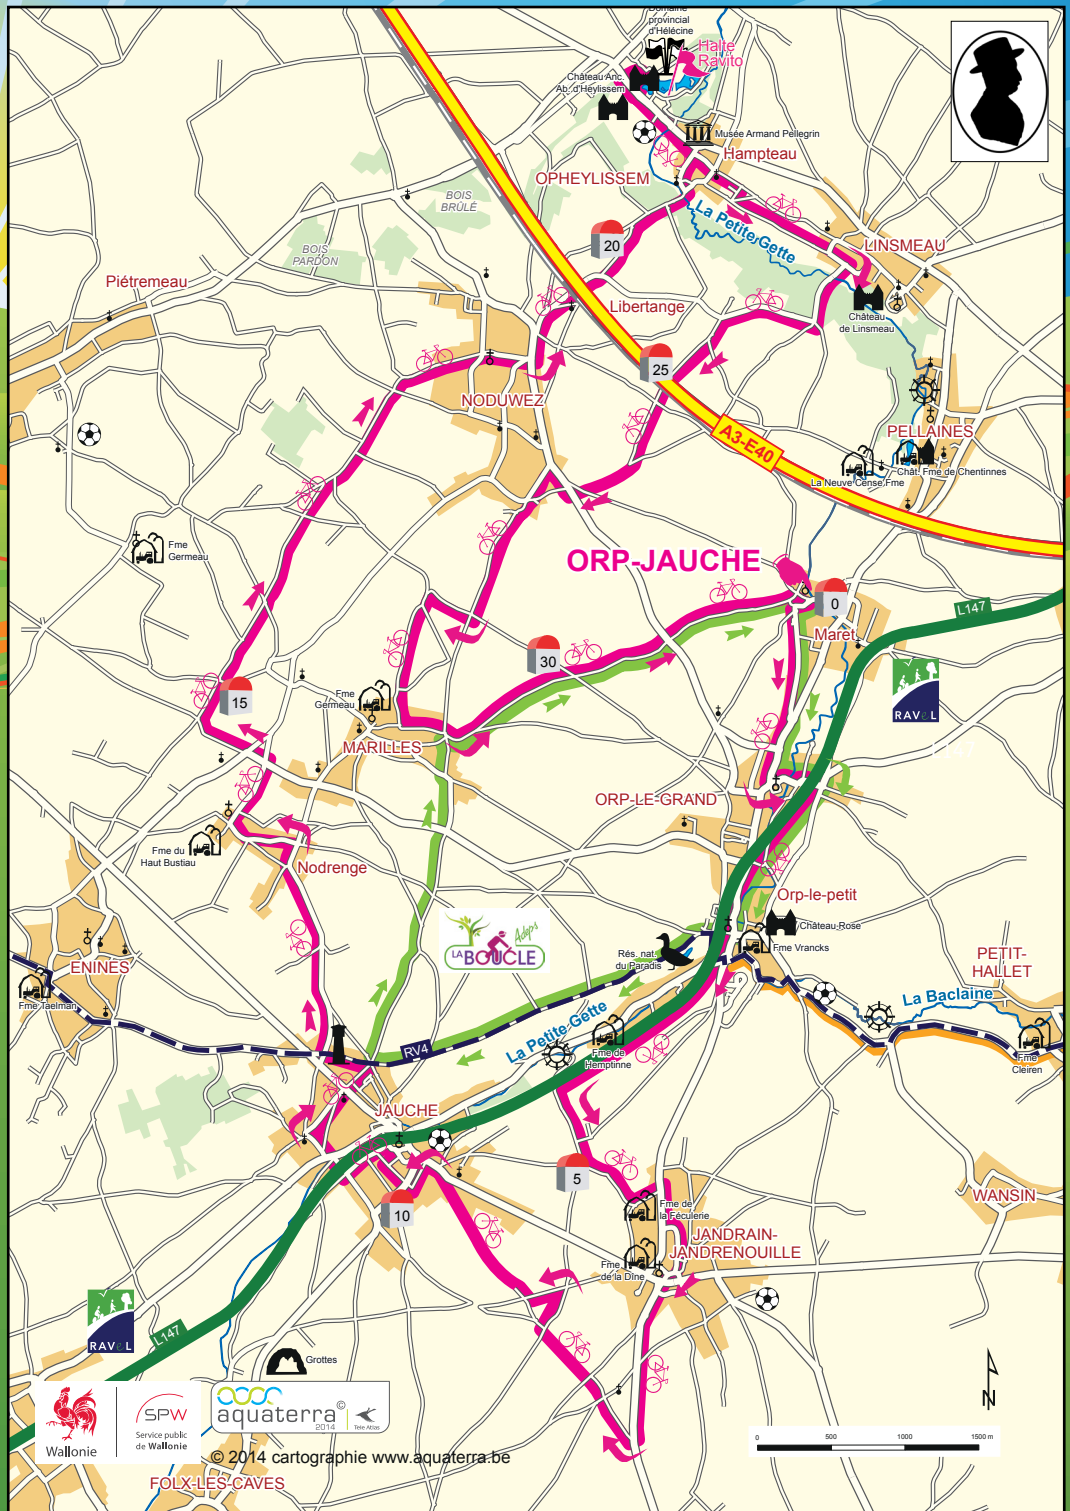 Domaine
provincial
d'Hélécine
Halte
Ravito
Château Anc.
Ab. d'Heylissem
Musée Armand Pellegrin
Hampteau
OPHEYLISSEM
BOIS
BRÛLÉ
La Petite Gette
20
LINSMEAU
BOIS
PARDON
Piétremeau
Libertange
Château
de Linsmeau
25
NODUWEZ
A3-E40
PELLAINES
Chât. Fme de Chentinnes
La Neuve Cense Fme
Fme
Germeau
ORP-JAUCHE
0
L147
Maret
30
RAVeL
L147
15
Fme
Germeau
MARILLES
ORP-LE-GRAND
Fme du
Haut Bustiau
Nodrenge
Orp-le-petit
Château-Rose
Adeps
LA BOUCLE
Fme Vrancks
Rés. nat.
du Paradis
PETIT-
HALLET
ENINES
Fme Taelman
La Baclaine
La Petite Gette
RV4
Fme de
Hemptinne
Fme
Cleiren
JAUCHE
5
WANSIN
10
Fme de
la Féculerie
JANDRAIN-
JANDRENOUILLE
Fme
de la Dîne
RAVeL
L147
Grottes
N
Wallonie
SPW
Service public
de Wallonie
aquaterra©
2014
Tele Atlas
0 500 1000 1500 m
© 2014 cartographie www.aquaterra.be
FOLX-LES-CAVES